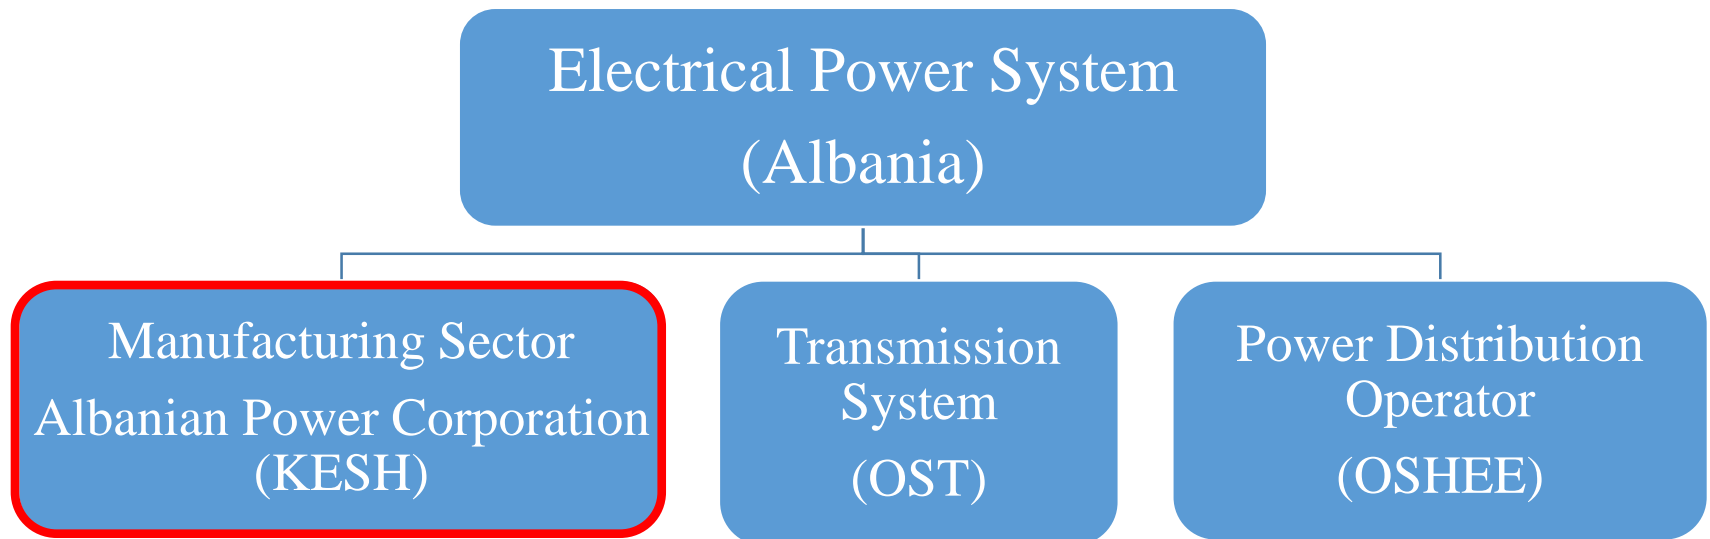 Electrical Power System
(Albania)
Manufacturing Sector
Albanian Power Corporation
(KESH)
Transmission
System
(OST)
Power Distribution
Operator
(OSHEE)